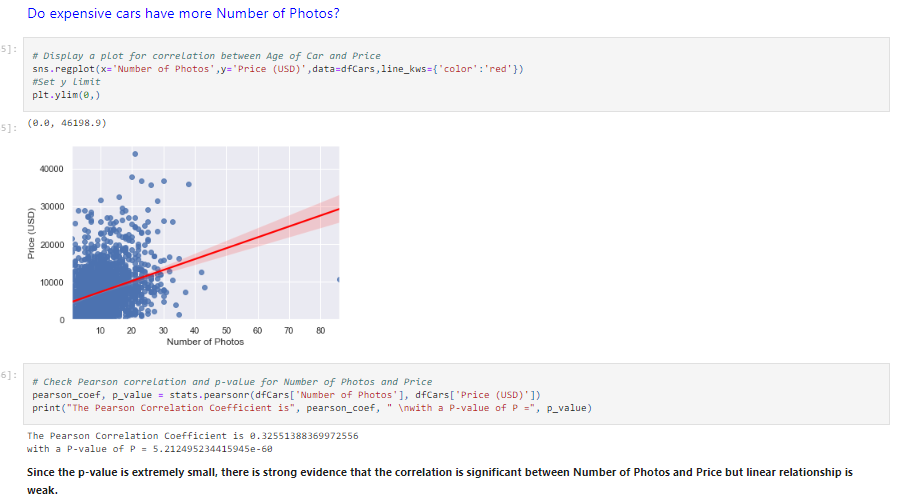 Do expensive cars have more Number of Photos?
5]:
# Display a plot for correlation between Age of Car and Price
sns.regplot(x='Number of Photos',y='Price (USD)',data=dfCars,line_kws={'color':'red'})
#Set y limit
plt.ylim(0,)
5]:
(0.0, 46198.9)
40000
30000
20000
10000
0
Price (USD)
10 20 30 40 50 60 70 80
Number of Photos
6]:
# Check Pearson correlation and p-value for Number of Photos and Price
pearson_coef, p_value = stats.pearsonr(dfCars['Number of Photos'], dfCars['Price (USD)'])
print("The Pearson Correlation Coefficient is", pearson_coef, " \nwith a P-value of P =", p_value)
The Pearson Correlation Coefficient is 0.32551388369972556
with a P-value of P = 5.212495234415945e-60
Since the p-value is extremely small, there is strong evidence that the correlation is significant between Number of Photos and Price but linear relationship is
weak.